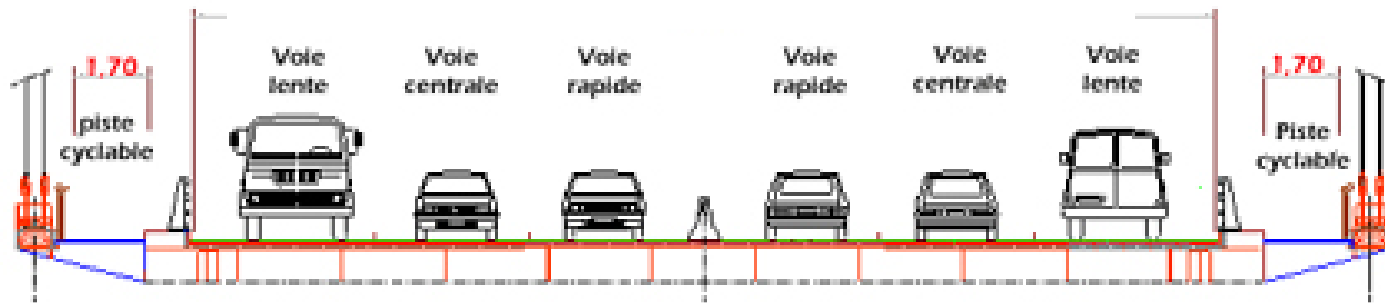 1,70
piste
cyclable
Voie
lente
Voie
centrale
Voie
rapide
Voie
rapide
Voie
centrale
Voie
lente
1,70
Piste
cyclable